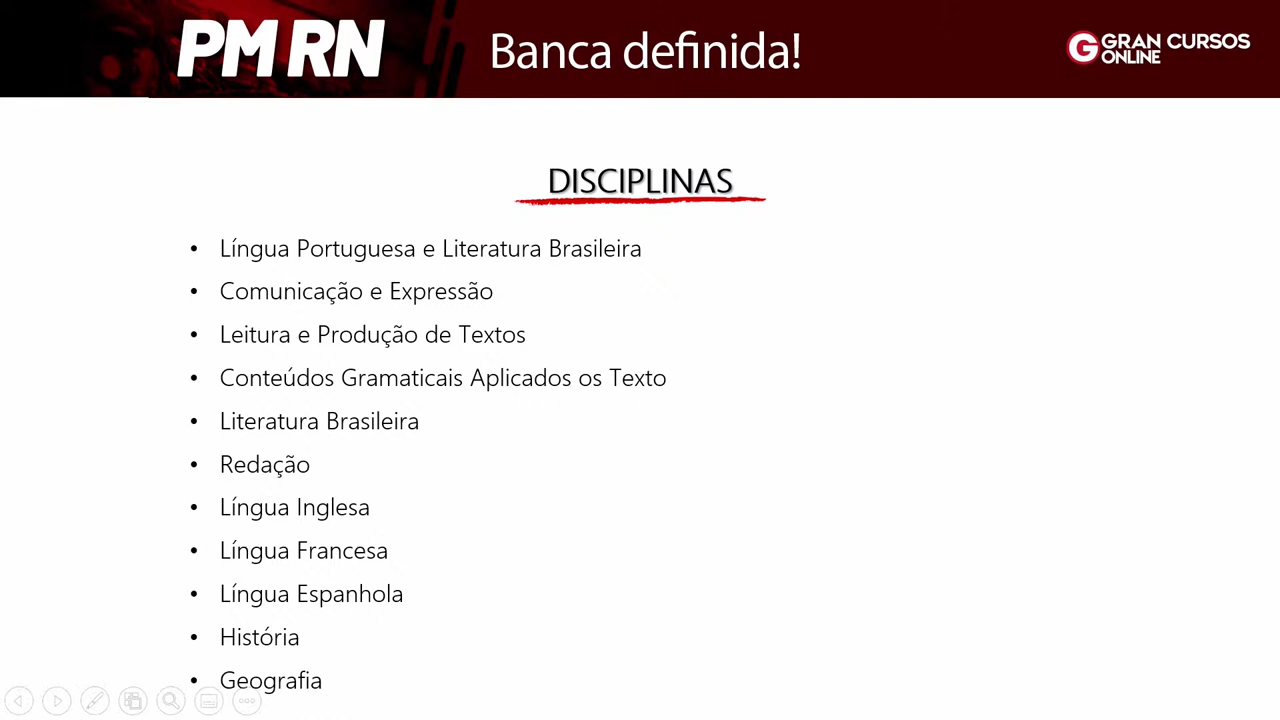 PM RN
Banca definida!
GRAN CURSOS
ONLINE
DISCIPLINAS
• Língua Portuguesa e Literatura Brasileira
• Comunicação e Expressão
• Leitura e Produção de Textos
• Conteúdos Gramaticais Aplicados os Texto
• Literatura Brasileira
• Redação
• Língua Inglesa
• Língua Francesa
• Língua Espanhola
• História
• Geografia